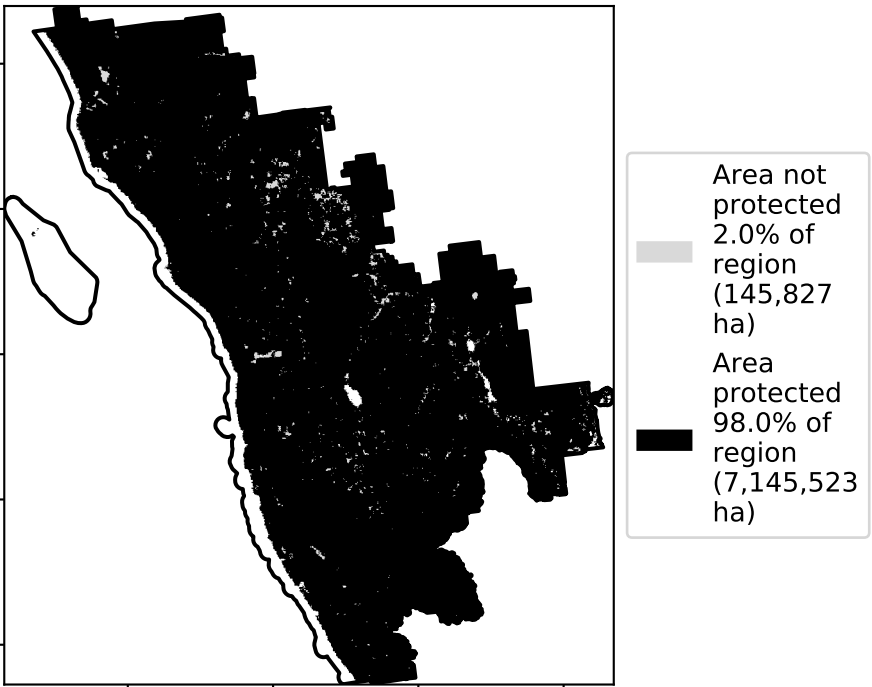 Area not
protected
2.0% of
region
(145,827
ha)
Area
protected
98.0% of
region
(7,145,523
ha)